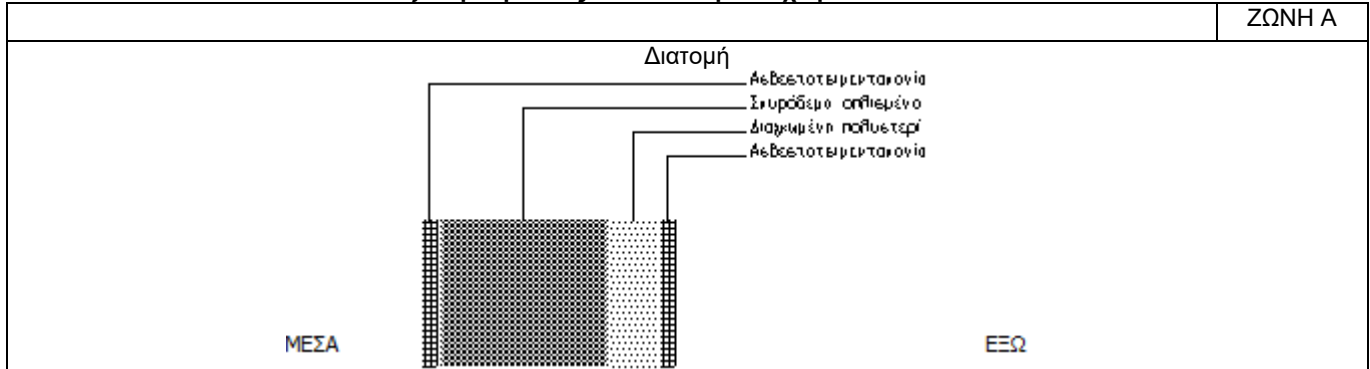 ΖΩΝΗ Α
Διατομή
Ασβεστοτσιμεντοκονία
Σκυρόδεμα οπλισμένο
Διογκωμένη πολυστερί
Ασβεστοτσιμεντοκονία
ΜΕΣΑ
ΕΞΩ